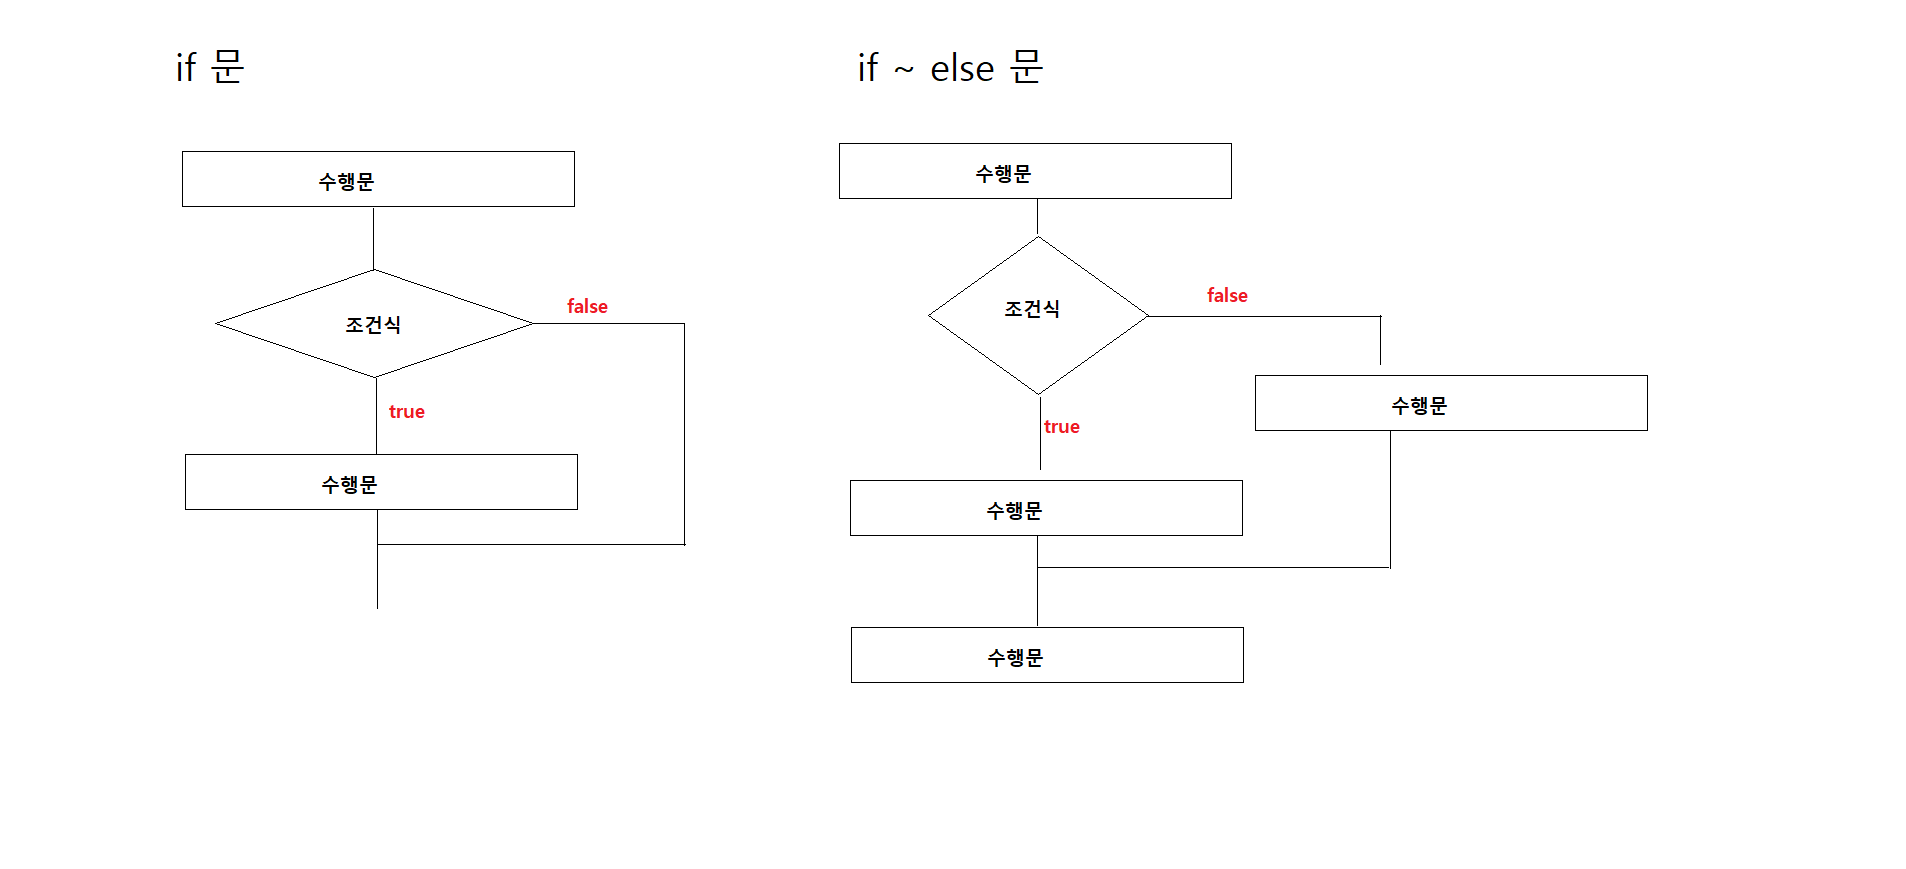 if 문
수행문
조건식
false
true
수행문
if ~ else 문
수행문
조건식
false
수행문
true
수행문
수행문